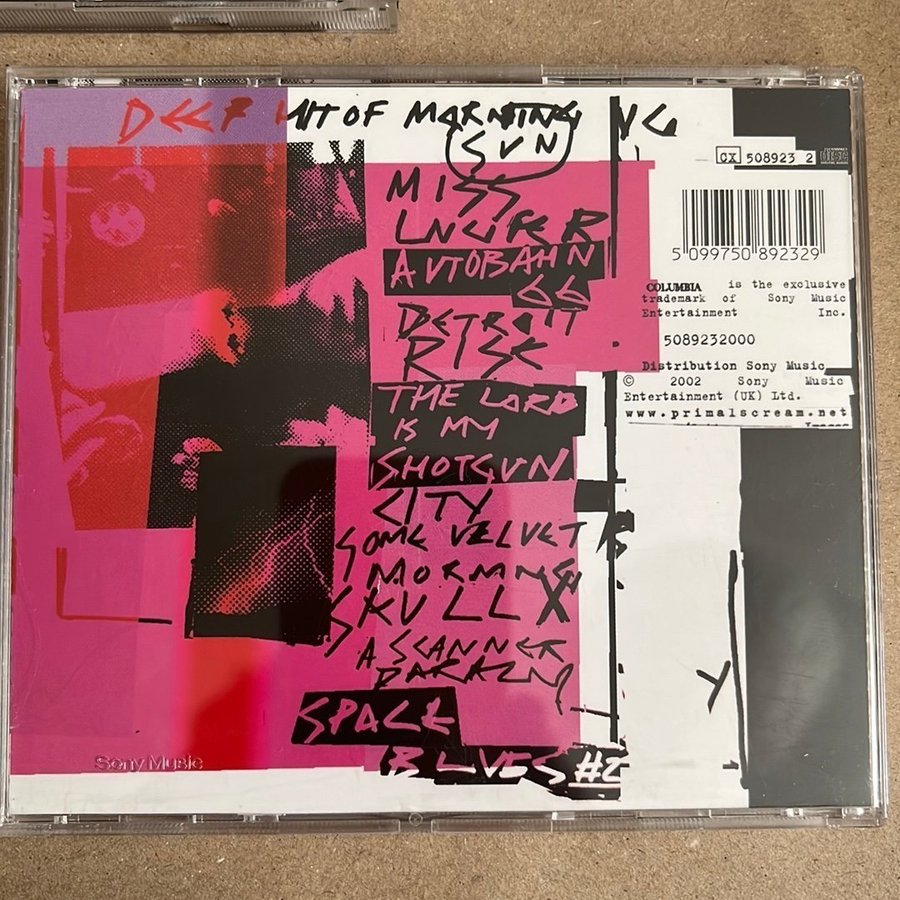 DEEP HIT OF MORNING
SUN
MISS
LUCIFER
AUTOBAHN
66
DETROIT
RISE
THE LORD
IS MY
SHOTGUN
CITY
SOME VELVET
MORNING
SKULL X
A SCANNER
DARKLY
SPACE
BLUES #2
Sony Music
CX 508923 2
5 099750 892329
COLUMBIA is the exclusive
trademark of Sony Music
Entertainment Inc.
5089232000
Distribution Sony Music
© 2002 Sony Music
Entertainment (UK) Ltd.
www.primalscream.net
Y